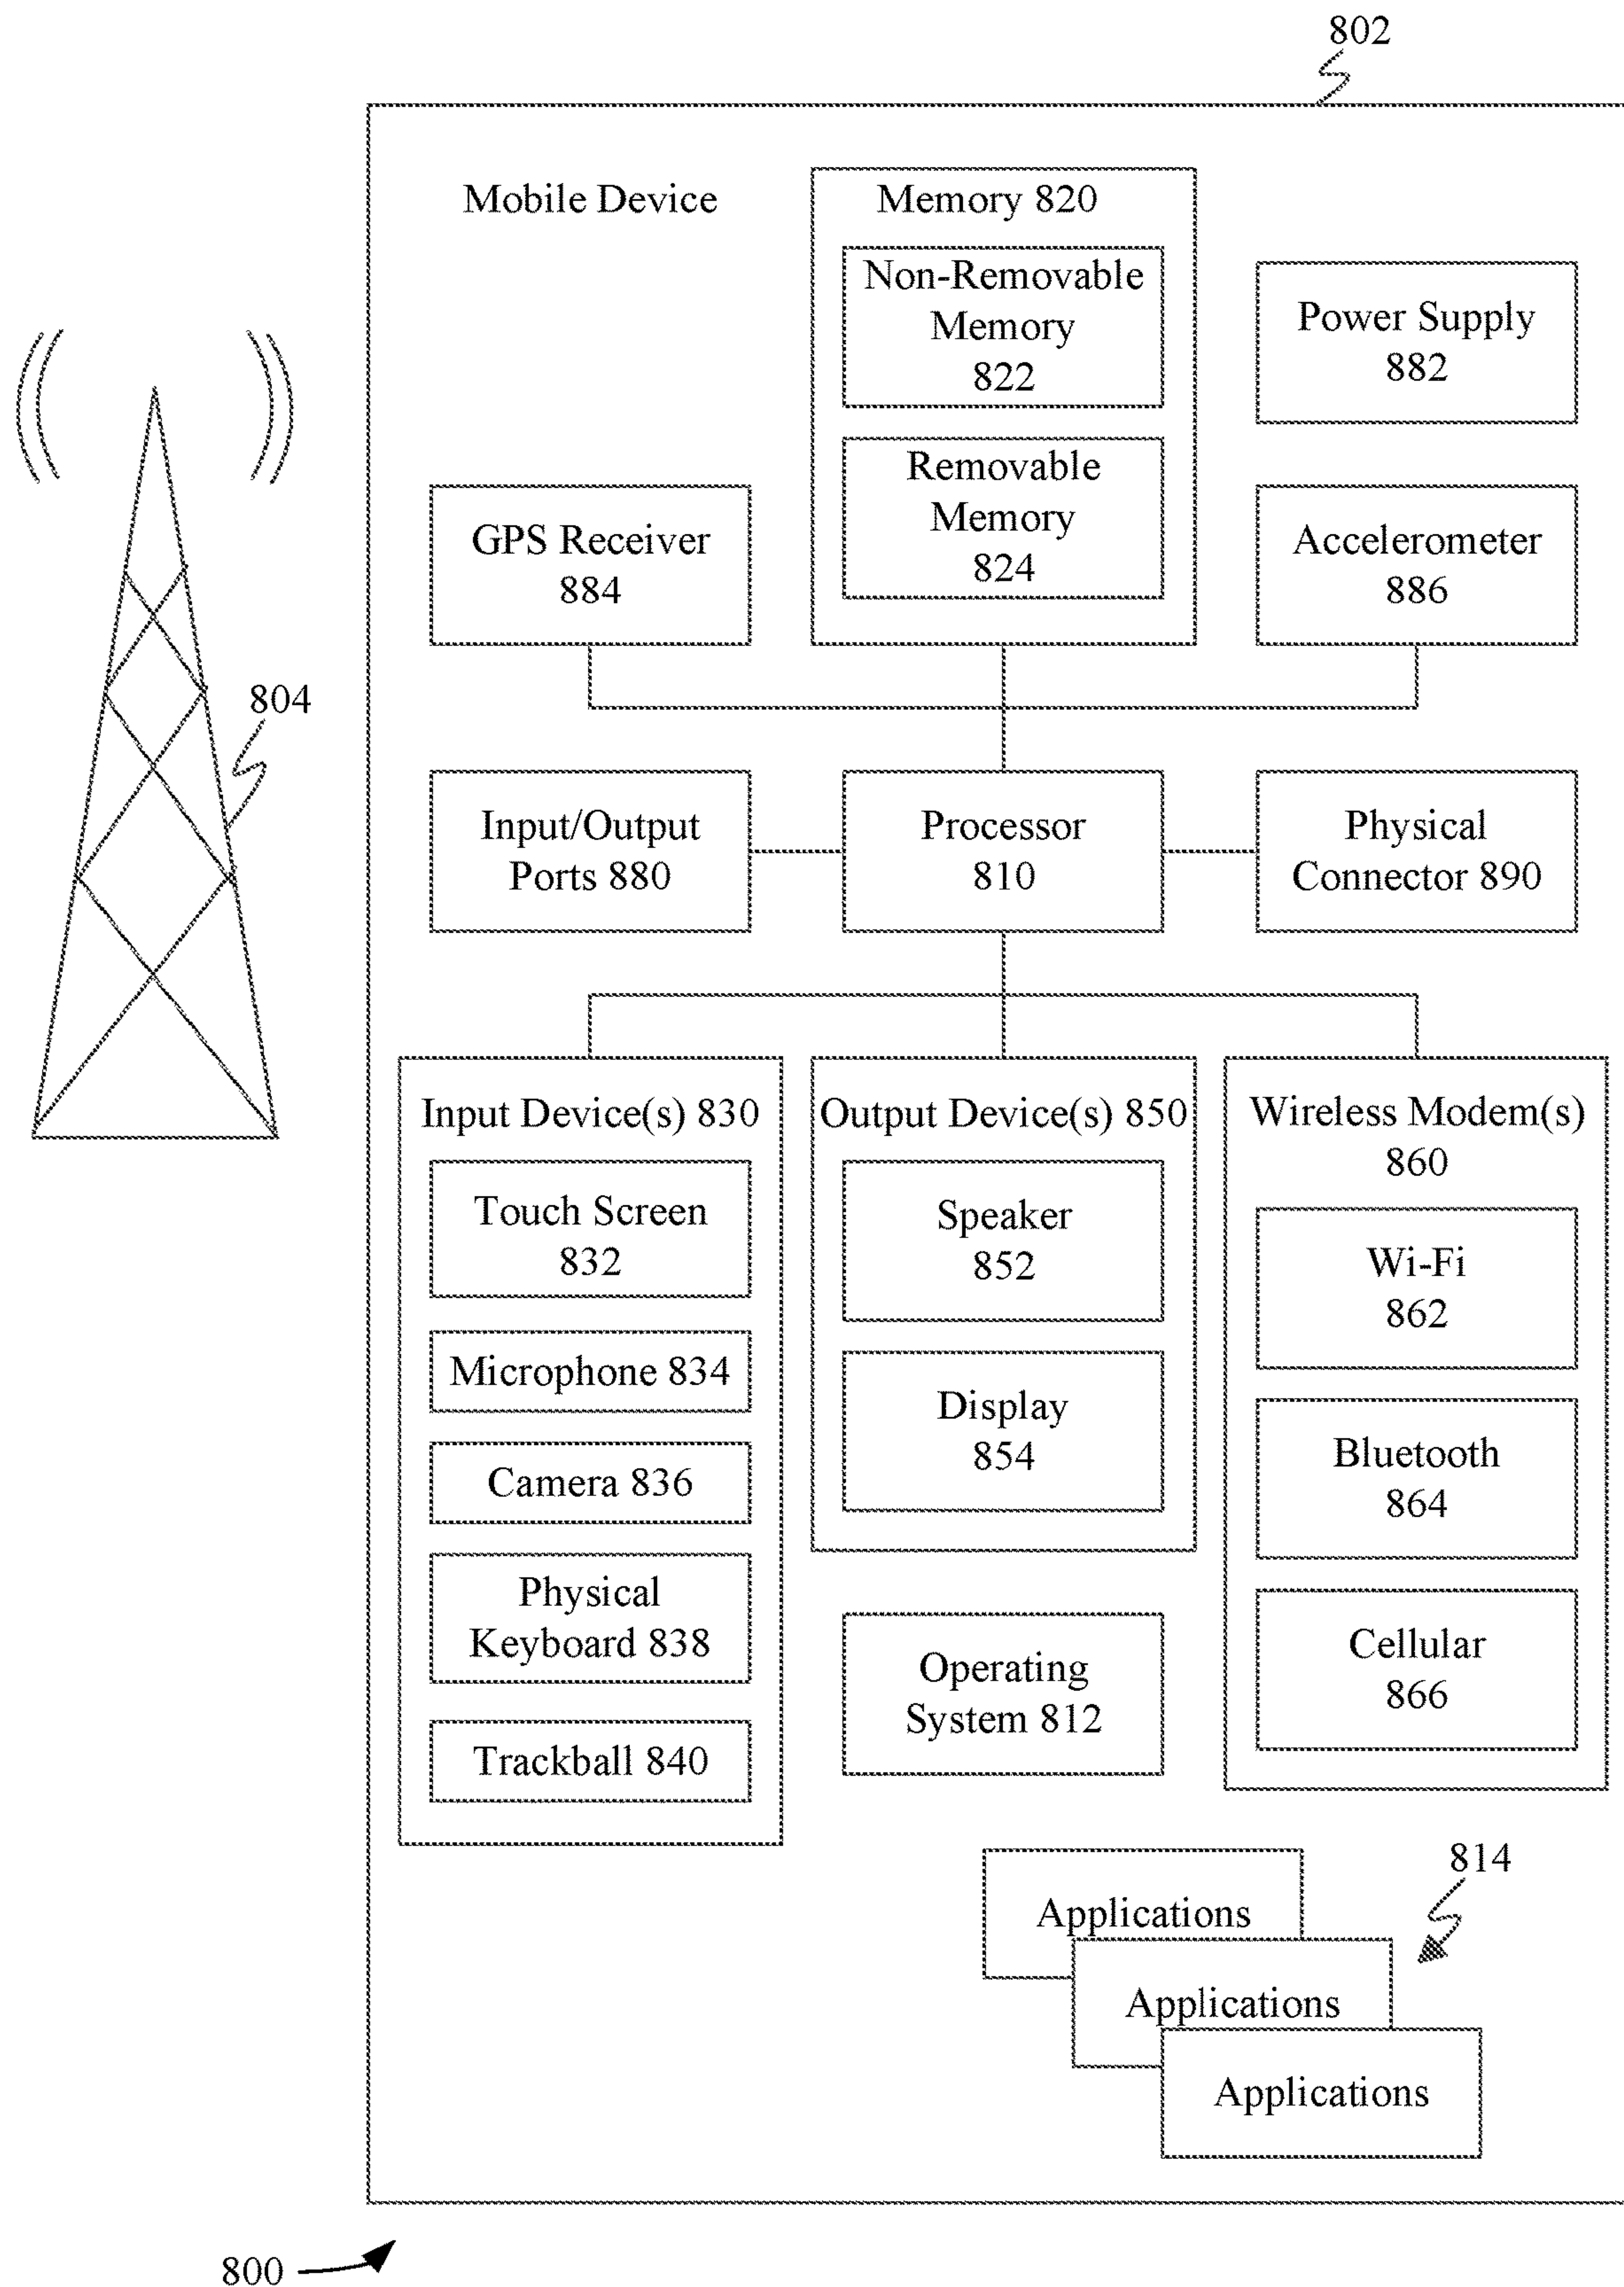 802
Mobile Device
Memory 820
Non-Removable
Memory
822
Power Supply
882
Removable
Memory
824
GPS Receiver
884
Accelerometer
886
804
Input/Output
Ports 880
Processor
810
Physical
Connector 890
Input Device(s) 830
Touch Screen
832
Microphone 834
Camera 836
Physical
Keyboard 838
Trackball 840
Output Device(s) 850
Speaker
852
Display
854
Operating
System 812
Wireless Modem(s)
860
Wi-Fi
862
Bluetooth
864
Cellular
866
814
Applications
Applications
Applications
800